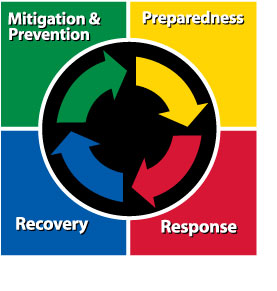 Mitigation &
Prevention
Preparedness
Recovery
Response